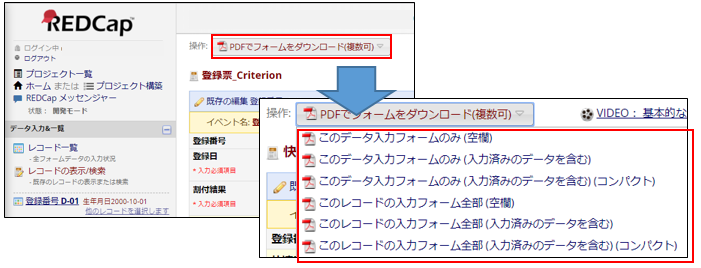 REDCap
ログイン中:
ログアウト
プロジェクト一覧
ホーム または プロジェクト構築
REDCap メッセンジャー
状態： 開発モード
データ入力&一覧
レコード一覧
- 全フォームデータの入力状況
レコードの表示/検索
- 既存のレコードの表示または検索
登録番号 D-01 生年月日2000-10-01
他のレコードを選択します
操作: PDFでフォームをダウンロード(複数可)
登録票_Criterion
既存の編集
イベント名:
登録番号
登録日
* 入力必須項目
割付結果
* 入力必須項目
操作: PDFでフォームをダウンロード(複数可)
VIDEO： 基本的な
このデータ入力フォームのみ (空欄)
このデータ入力フォームのみ (入力済みのデータを含む)
このデータ入力フォームのみ (入力済みのデータを含む) (コンパクト)
このレコードの入力フォーム全部 (空欄)
このレコードの入力フォーム全部 (入力済みのデータを含む)
このレコードの入力フォーム全部 (入力済みのデータを含む) (コンパクト)